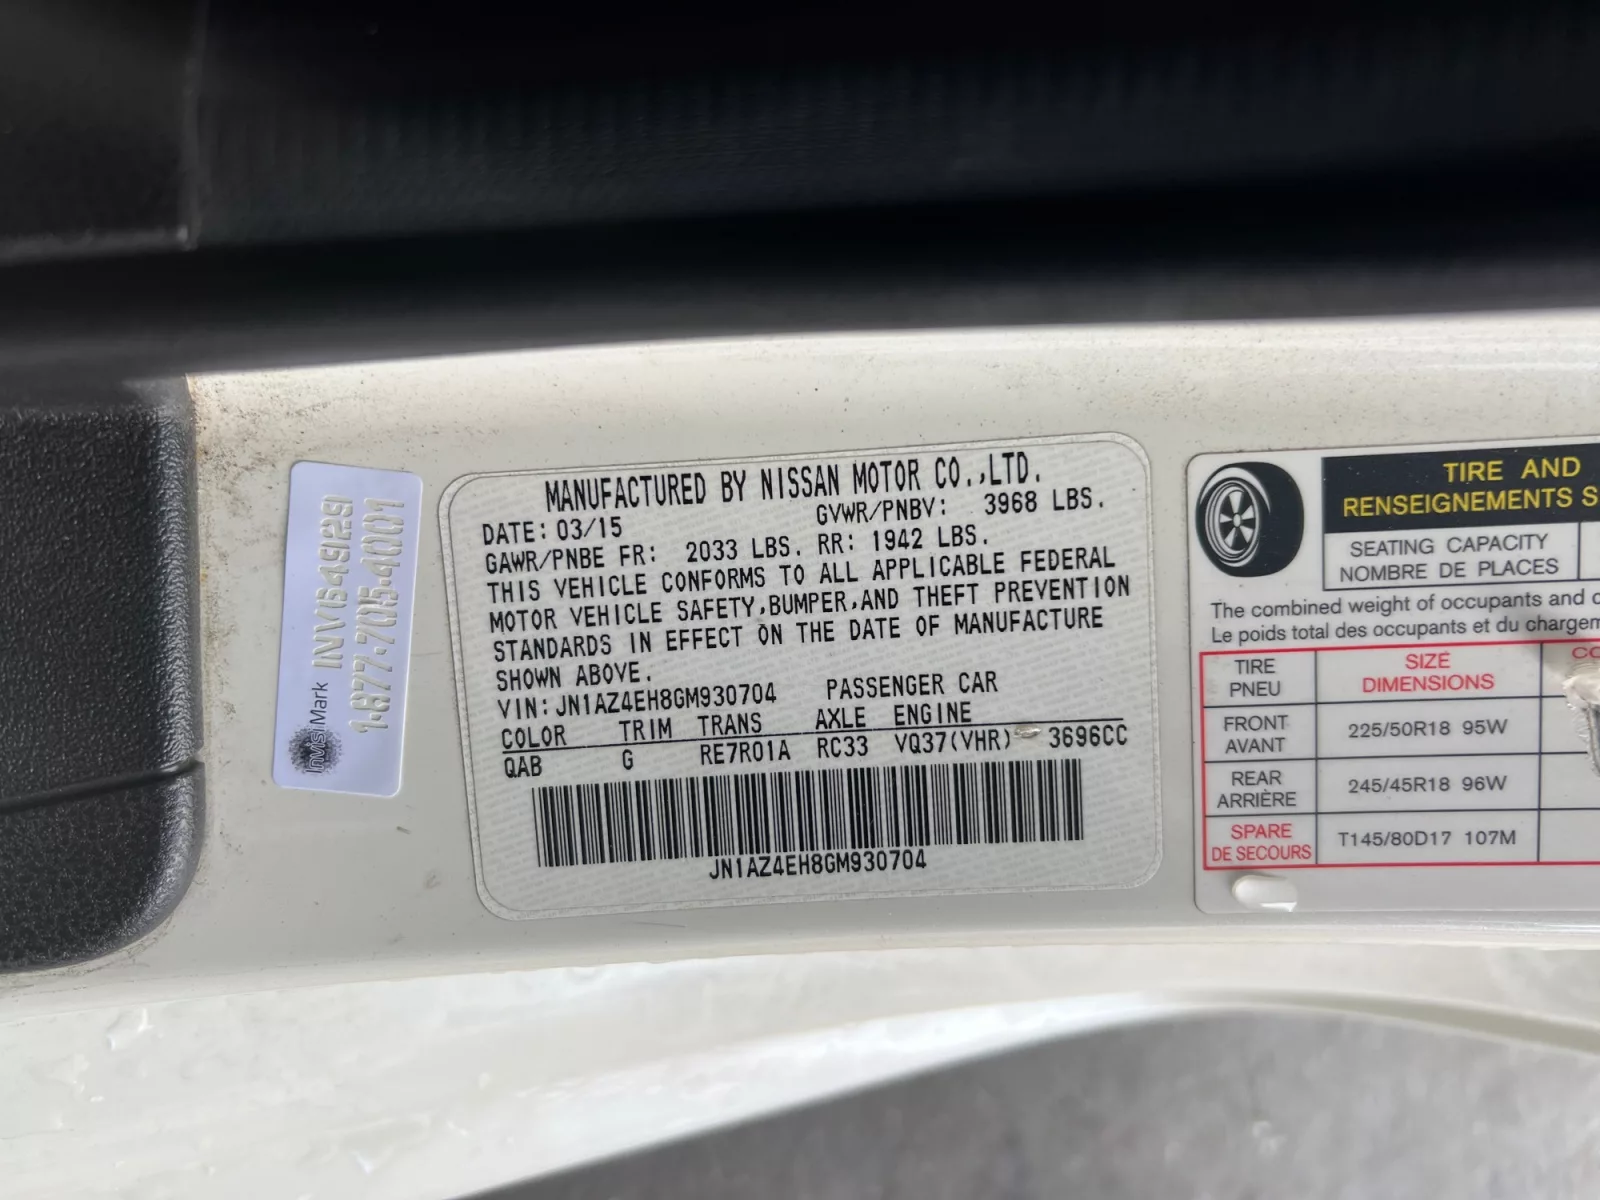 InvisiMark INV154912291
1-877-705-4001
MANUFACTURED BY NISSAN MOTOR CO.,LTD.
DATE: 03/15 GVWR/PNBV: 3968 LBS.
GAWR/PNBE FR: 2033 LBS. RR: 1942 LBS.
THIS VEHICLE CONFORMS TO ALL APPLICABLE FEDERAL
MOTOR VEHICLE SAFETY,BUMPER,AND THEFT PREVENTION
STANDARDS IN EFFECT ON THE DATE OF MANUFACTURE
SHOWN ABOVE.
VIN: JN1AZ4EH8GM930704 PASSENGER CAR
COLOR TRIM TRANS AXLE ENGINE
QAB G RE7R01A RC33 VQ37(VHR) 3696CC
JN1AZ4EH8GM930704
TIRE AND
RENSEIGNEMENTS S
SEATING CAPACITY
NOMBRE DE PLACES
The combined weight of occupants and
Le poids total des occupants et du
TIRE SIZE
PNEU DIMENSIONS
FRONT
AVANT 225/50R18 95W
REAR
ARRIÈRE 245/45R18 96W
SPARE
DE SECOURS T145/80D17 107M